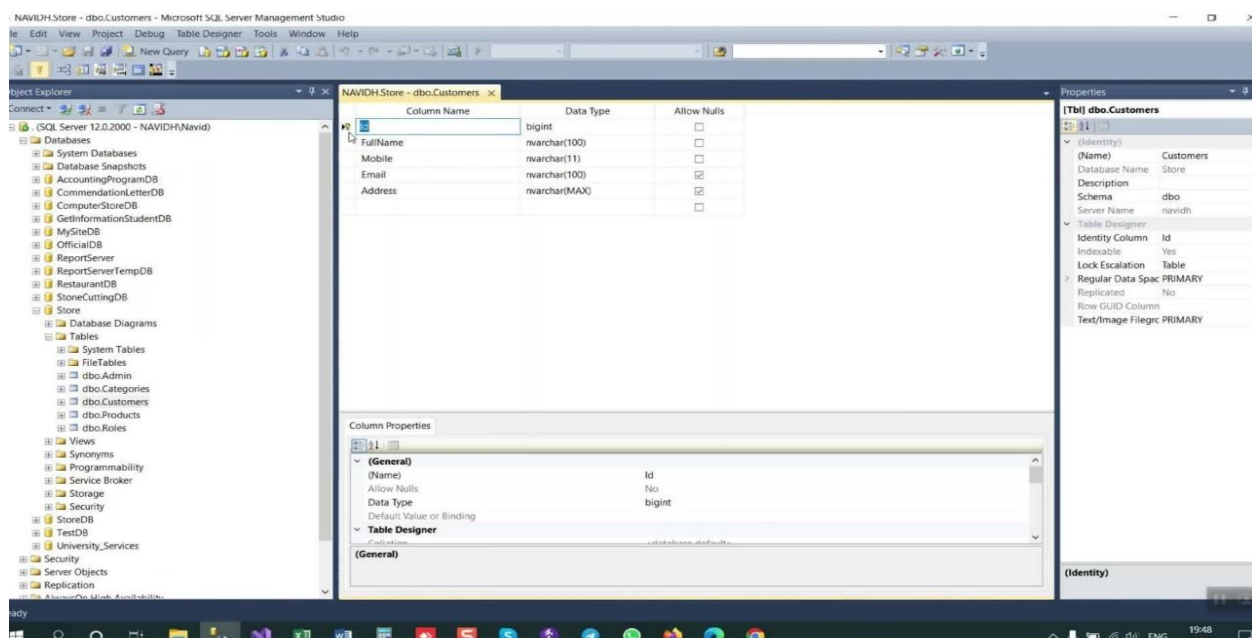 NAVIDH.Store - dbo.Customers - Microsoft SQL Server Management Studio
le Edit View Project Debug Table Designer Tools Window Help
New Query
bject Explorer
Connect
. (SQL Server 12.0.2000 - NAVIDH\Navid)
Databases
System Databases
Database Snapshots
AccountingProgramDB
CommendationLetterDB
ComputerStoreDB
GetInformationStudentDB
MySiteDB
OfficialDB
ReportServer
ReportServerTempDB
RestaurantDB
StoneCuttingDB
Store
Database Diagrams
Tables
System Tables
FileTables
dbo.Admin
dbo.Categories
dbo.Customers
dbo.Products
dbo.Roles
Views
Synonyms
Programmability
Service Broker
Storage
Security
StoreDB
TestDB
University_Services
Security
Server Objects
Replication
AlwaysOn High Availability
NAVIDH.Store - dbo.Customers
Column Name Data Type Allow Nulls
Id bigint
FullName nvarchar(100)
Mobile nvarchar(11)
Email nvarchar(100)
Address nvarchar(MAX)
Column Properties
(General)
(Name) Id
Allow Nulls No
Data Type bigint
Default Value or Binding
Table Designer
Collation <database default>
(General)
Properties
[Tbl] dbo.Customers
(Identity)
(Name) Customers
Database Name Store
Description
Schema dbo
Server Name navidh
Table Designer
Identity Column Id
Indexable Yes
Lock Escalation Table
Regular Data Spac PRIMARY
Replicated No
Row GUID Column
Text/Image Filegrc PRIMARY
(Identity)
eady
ENG 19:48